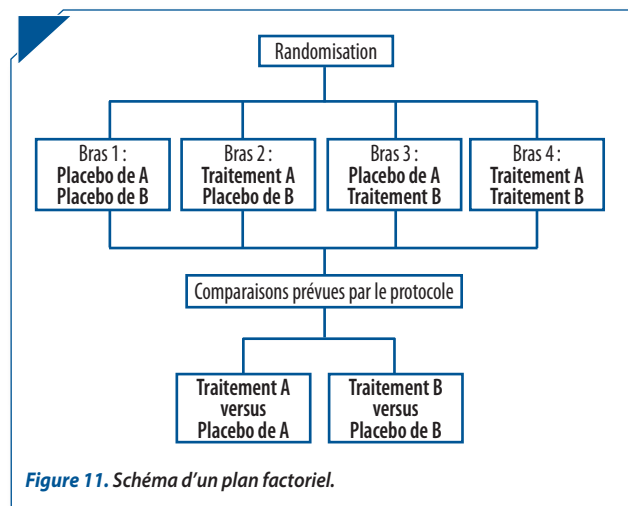 Randomisation
Bras 1 :
Placebo de A
Placebo de B
Bras 2 :
Traitement A
Placebo de B
Bras 3 :
Placebo de A
Traitement B
Bras 4 :
Traitement A
Traitement B
Comparaisons prévues par le protocole
Traitement A
versus
Placebo de A
Traitement B
versus
Placebo de B
Figure 11. Schéma d'un plan factoriel.